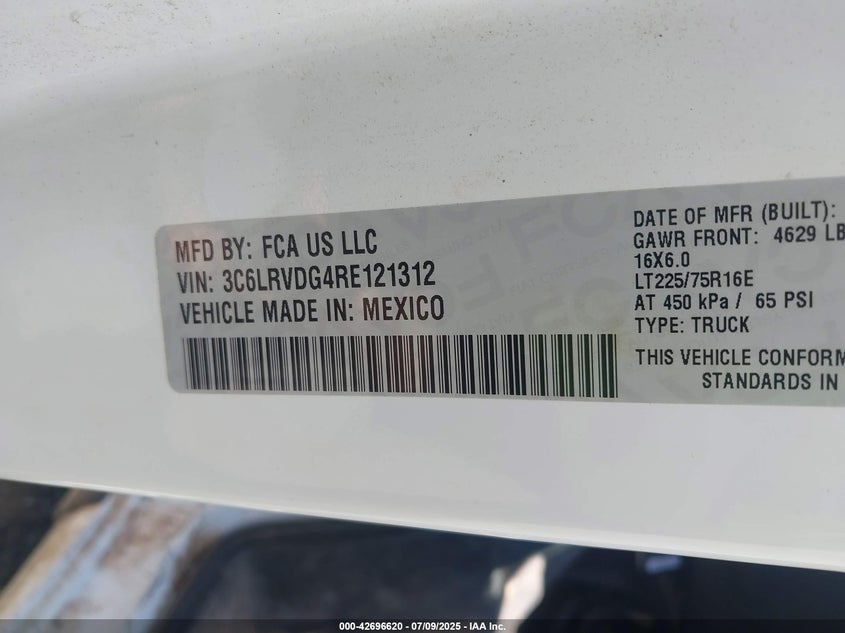 MFD BY: FCA US LLC
VIN: 3C6LRVDG4RE121312
VEHICLE MADE IN: MEXICO
DATE OF MFR (BUILT):
GAWR FRONT: 4629 LB
16X6.0
LT225/75R16E
AT 450 kPa / 65 PSI
TYPE: TRUCK
THIS VEHICLE CONFORM
STANDARDS IN
000-42696620 - 07/09/2025 - IAA Inc.